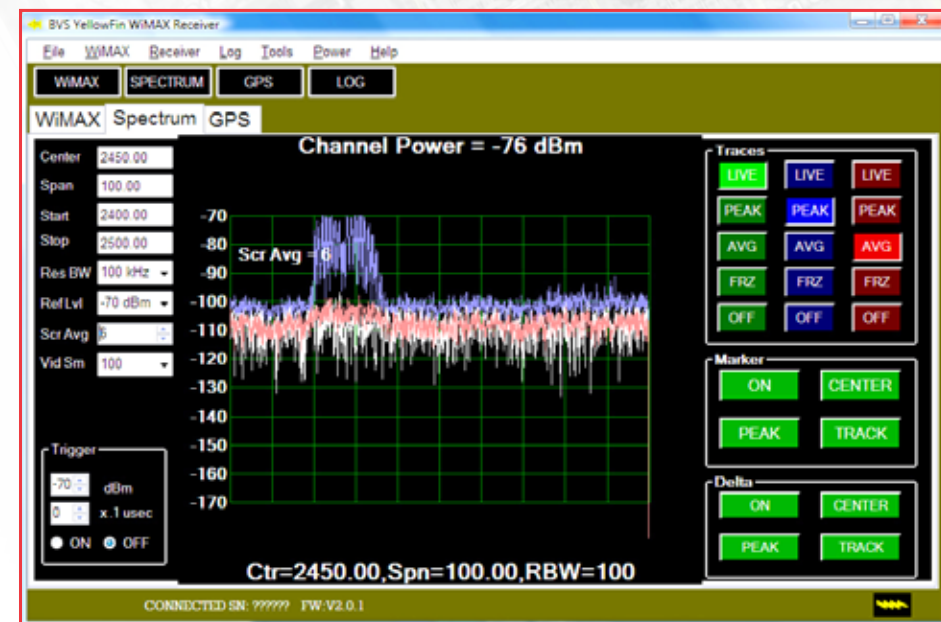 BVS YellowFin WiMAX Receiver
File WiMAX Receiver Log Tools Power Help
WiMAX SPECTRUM GPS LOG
WiMAX Spectrum GPS
Channel Power = -76 dBm
Center 2450.00
Span 100.00
Start 2400.00
Stop 2500.00
Res BW 100 kHz
Ref Lvl -70 dBm
Scr Avg 6
Vid Sm 100
Trigger
-70 dBm
0 x.1 usec
ON OFF
Scr Avg = 6
-70
-80
-90
-100
-110
-120
-130
-140
-150
-160
-170
Ctr=2450.00,Spn=100.00,RBW=100
Traces
LIVE LIVE LIVE
PEAK PEAK PEAK
AVG AVG AVG
FRZ FRZ FRZ
OFF OFF OFF
Marker
ON CENTER
PEAK TRACK
Delta
ON CENTER
PEAK TRACK
CONNECTED SN: ?????? FW:V2.0.1